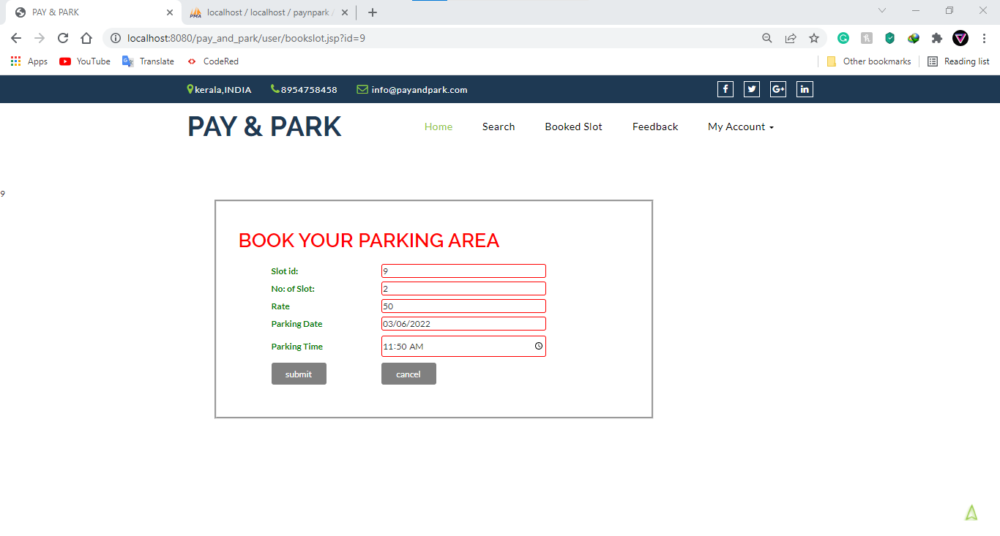 PAY & PARK
localhost / localhost / paynpark /
localhost:8080/pay_and_park/user/bookslot.jsp?id=9
Apps YouTube Translate CodeRed Other bookmarks Reading list
kerala,INDIA 8954758458 info@payandpark.com
PAY & PARK Home Search Booked Slot Feedback My Account
9
BOOK YOUR PARKING AREA
Slot id: 9
No: of Slot: 2
Rate 50
Parking Date 03/06/2022
Parking Time 11:50 AM
submit cancel